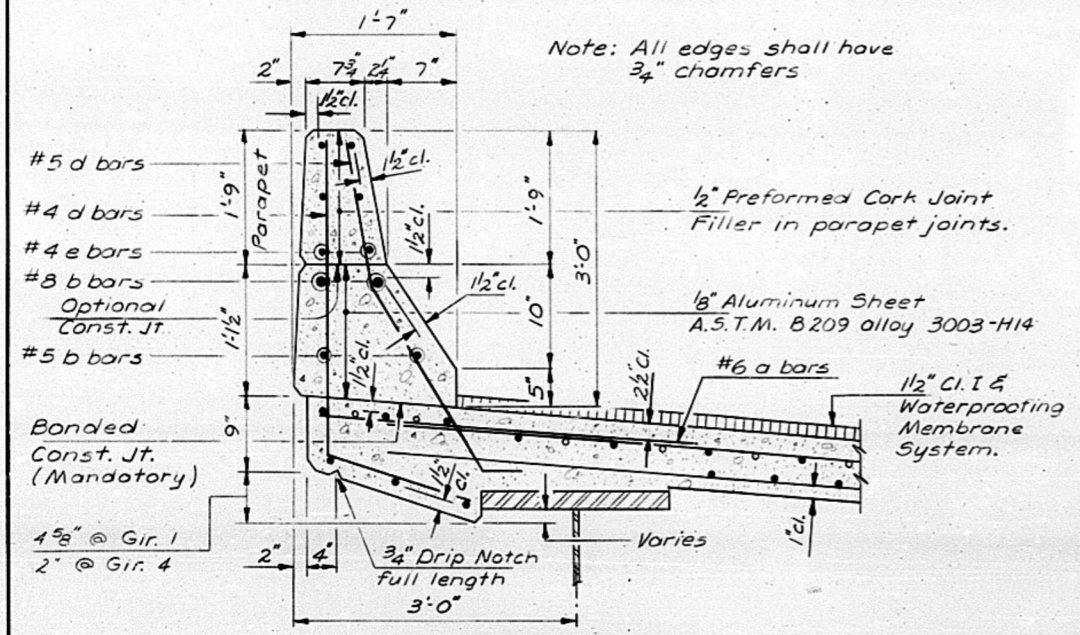 1'-7"
Note: All edges shall have
3/4" chamfers
2" 7 3/4" 2 1/4" 7"
1 1/2" cl.
#5 d bars
#4 d bars
#4 e bars
#8 b bars
Optional
Const. Jt.
#5 b bars
Bonded
Const. Jt.
(Mandatory)
4 5/8" @ Gir. 1
2" @ Gir. 4
1'-9"
Parapet
1'-1 1/2"
9"
1 1/2" cl.
1 1/2" cl.
1 1/2" cl.
1 1/2" cl.
1'-9"
10"
5"
3'-0"
1/2" Preformed Cork Joint
Filler in parapet joints.
1/8" Aluminum Sheet
A.S.T.M. B209 alloy 3003-H14
2 1/2" Cl.
#6 a bars
1 1/2" Cl. I &
Waterproofing
Membrane
System.
1 1/2" cl.
1" cl.
Varies
2" 4"
3/4" Drip Notch
full length
3'-0"